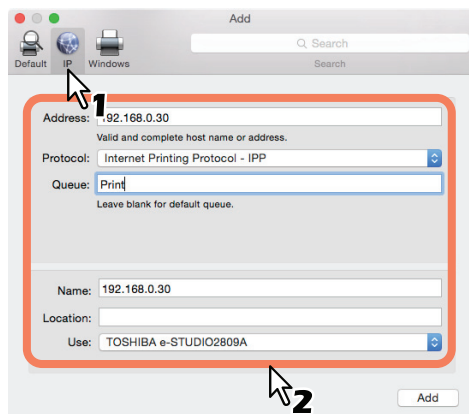 Add
Search
Default IP Windows Search
1
Address: 192.168.0.30
Valid and complete host name or address.
Protocol: Internet Printing Protocol - IPP
Queue: Print
Leave blank for default queue.
Name: 192.168.0.30
Location:
Use: TOSHIBA e-STUDIO2809A
2
Add